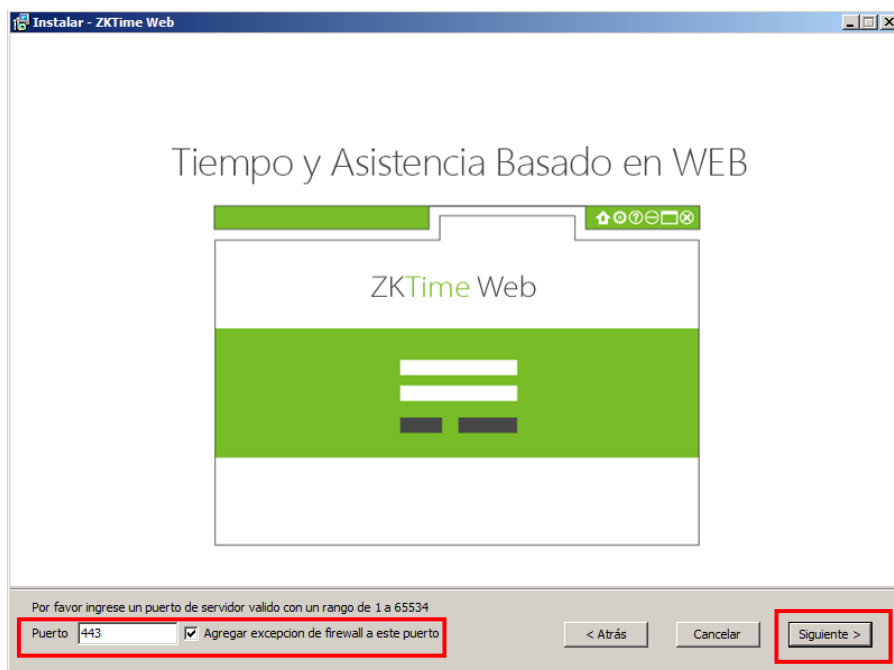 Instalar - ZKTime Web
Tiempo y Asistencia Basado en WEB
ZKTime Web
Por favor ingrese un puerto de servidor valido con un rango de 1 a 65534
Puerto 443 Agregar excepcion de firewall a este puerto < Atrás Cancelar Siguiente >